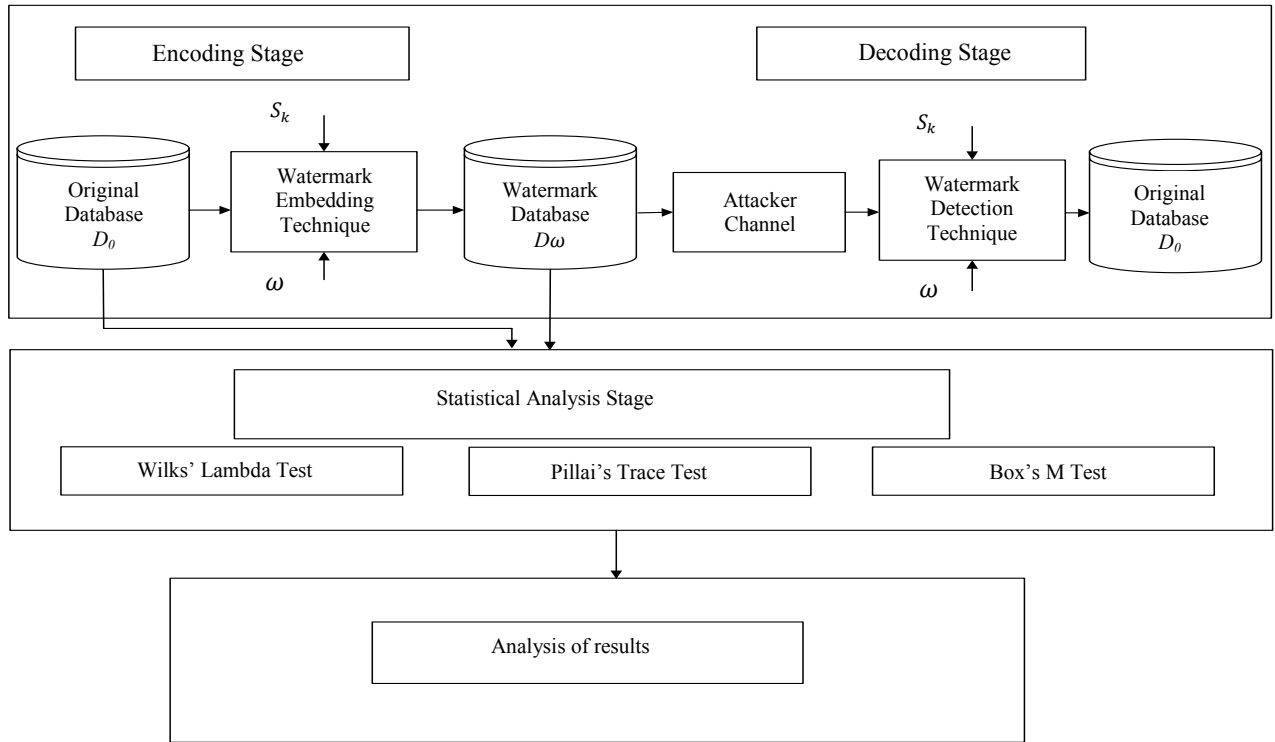 Encoding Stage
Decoding Stage
S_k
S_k
Original
Database
D_0
Watermark
Embedding
Technique
Watermark
Database
Dω
Attacker
Channel
Watermark
Detection
Technique
Original
Database
D_0
ω
ω
Statistical Analysis Stage
Wilks’ Lambda Test
Pillai’s Trace Test
Box’s M Test
Analysis of results